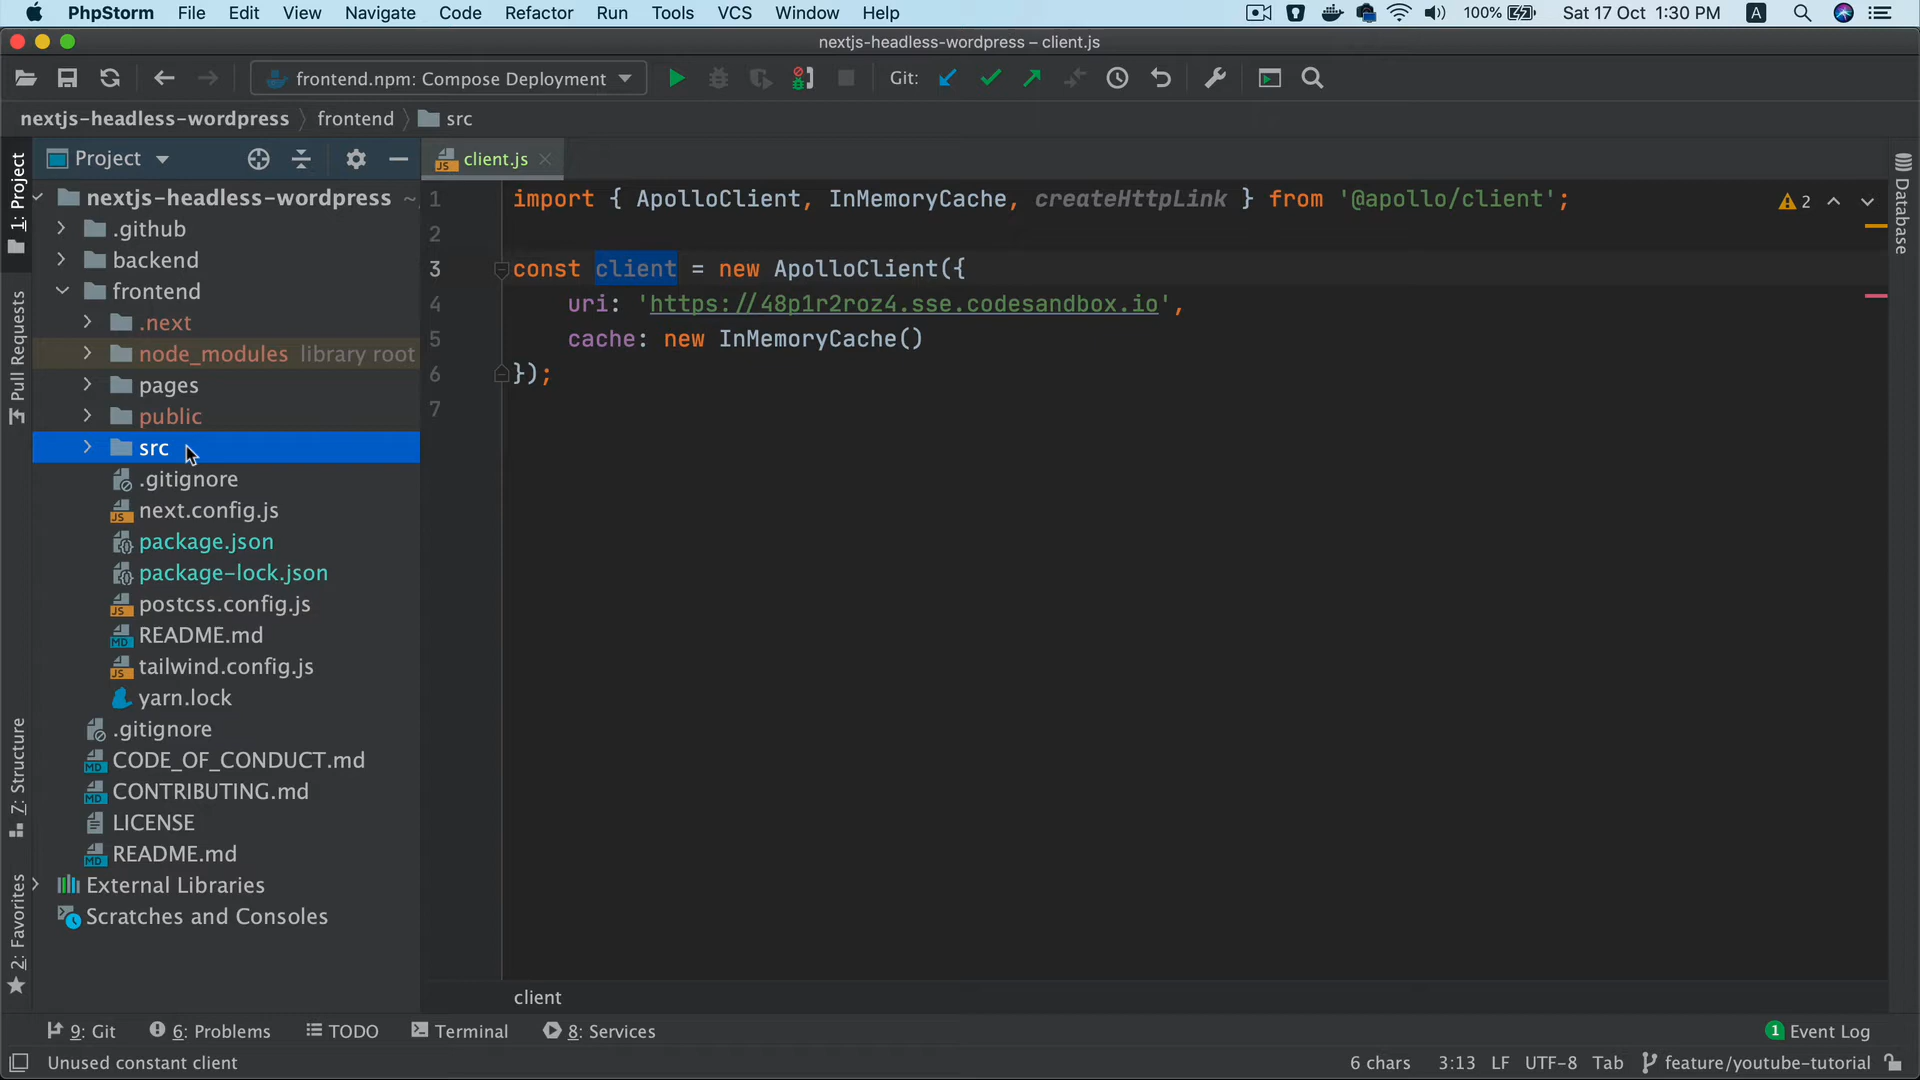 PhpStorm File Edit View Navigate Code Refactor Run Tools VCS Window Help 100% Sat 17 Oct 1:30 PM A
nextjs-headless-wordpress – client.js
frontend.npm: Compose Deployment Git:
nextjs-headless-wordpress frontend src
Project
client.js
1: Project
Pull Requests
7: Structure
2: Favorites
nextjs-headless-wordpress ~
.github
backend
frontend
.next
node_modules library root
pages
public
src
.gitignore
next.config.js
package.json
package-lock.json
postcss.config.js
README.md
tailwind.config.js
yarn.lock
.gitignore
CODE_OF_CONDUCT.md
CONTRIBUTING.md
LICENSE
README.md
External Libraries
Scratches and Consoles
1 import { ApolloClient, InMemoryCache, createHttpLink } from '@apollo/client';
2
3 const client = new ApolloClient({
4 uri: 'https://48p1r2roz4.sse.codesandbox.io',
5 cache: new InMemoryCache()
6 });
7
2
Database
client
9: Git 6: Problems TODO Terminal 8: Services 1 Event Log
Unused constant client 6 chars 3:13 LF UTF-8 Tab feature/youtube-tutorial